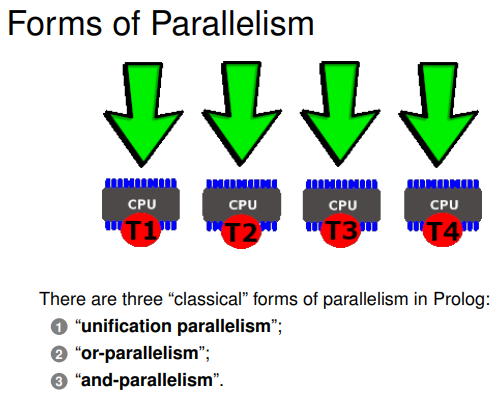 Forms of Parallelism
CPU CPU CPU CPU
T1 T2 T3 T4
There are three “classical” forms of parallelism in Prolog:
1 “unification parallelism”;
2 “or-parallelism”;
3 “and-parallelism”.